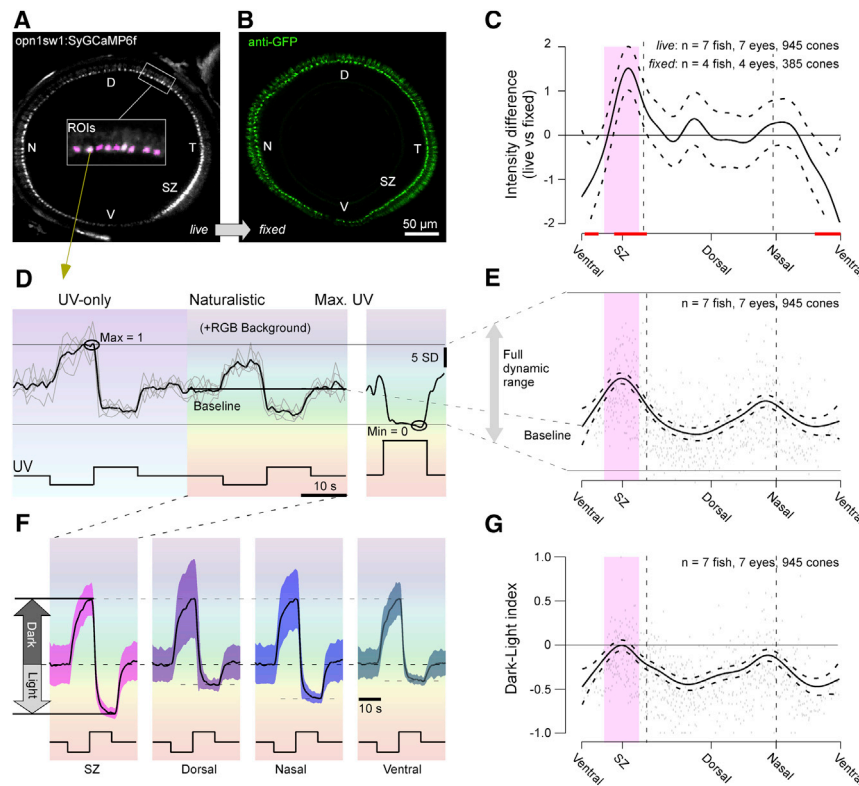 A
opn1sw1:SyGCaMP6f
D
ROIs
N
T
SZ
V
live
B
anti-GFP
D
N
T
SZ
V
fixed
50 µm
C
live: n = 7 fish, 7 eyes, 945 cones
fixed: n = 4 fish, 4 eyes, 385 cones
Intensity difference
(live vs fixed)
2
1
0
-1
-2
Ventral
SZ
Dorsal
Nasal
Ventral
D
UV-only
Naturalistic
Max. UV
(+RGB Background)
Max = 1
5 SD
Baseline
Min = 0
UV
10 s
E
n = 7 fish, 7 eyes, 945 cones
Full
dynamic
range
Baseline
Ventral
SZ
Dorsal
Nasal
Ventral
F
Dark
Light
10 s
SZ
Dorsal
Nasal
Ventral
G
n = 7 fish, 7 eyes, 945 cones
Dark-Light index
1.0
0.5
0
-0.5
-1.0
Ventral
SZ
Dorsal
Nasal
Ventral